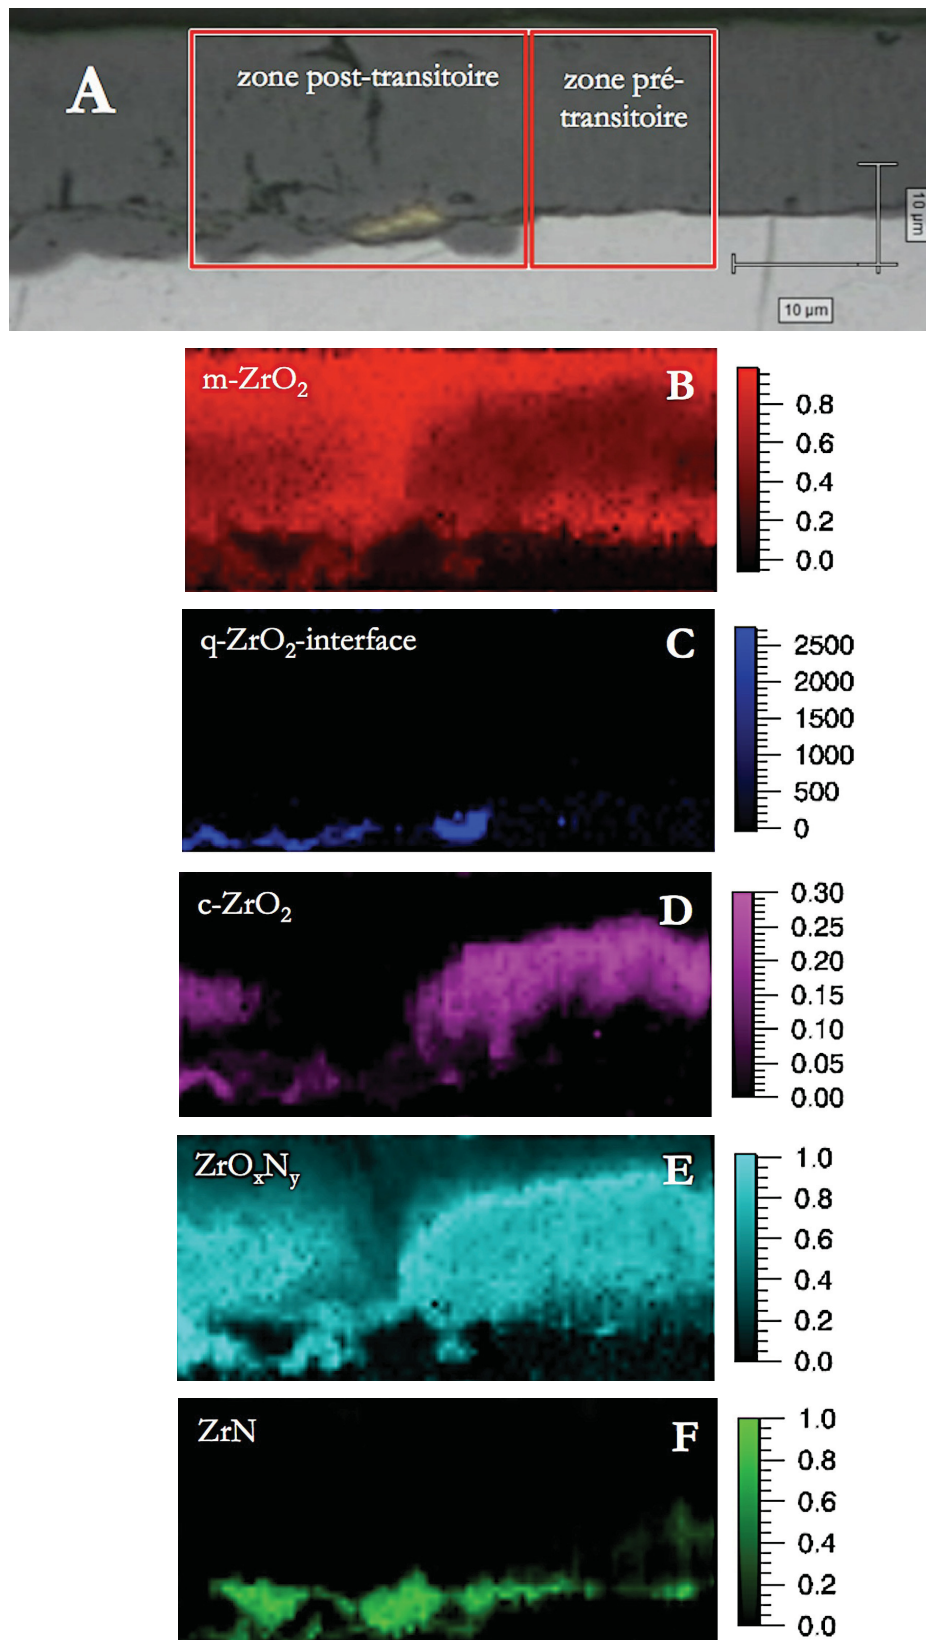 A
zone post-transitoire
zone pré-
transitoire
10 µm
10 µm
m-ZrO₂
B
0.8
0.6
0.4
0.2
0.0
q-ZrO₂-interface
C
2500
2000
1500
1000
500
0
c-ZrO₂
D
0.30
0.25
0.20
0.15
0.10
0.05
0.00
ZrOₓNᵧ
E
1.0
0.8
0.6
0.4
0.2
0.0
ZrN
F
1.0
0.8
0.6
0.4
0.2
0.0